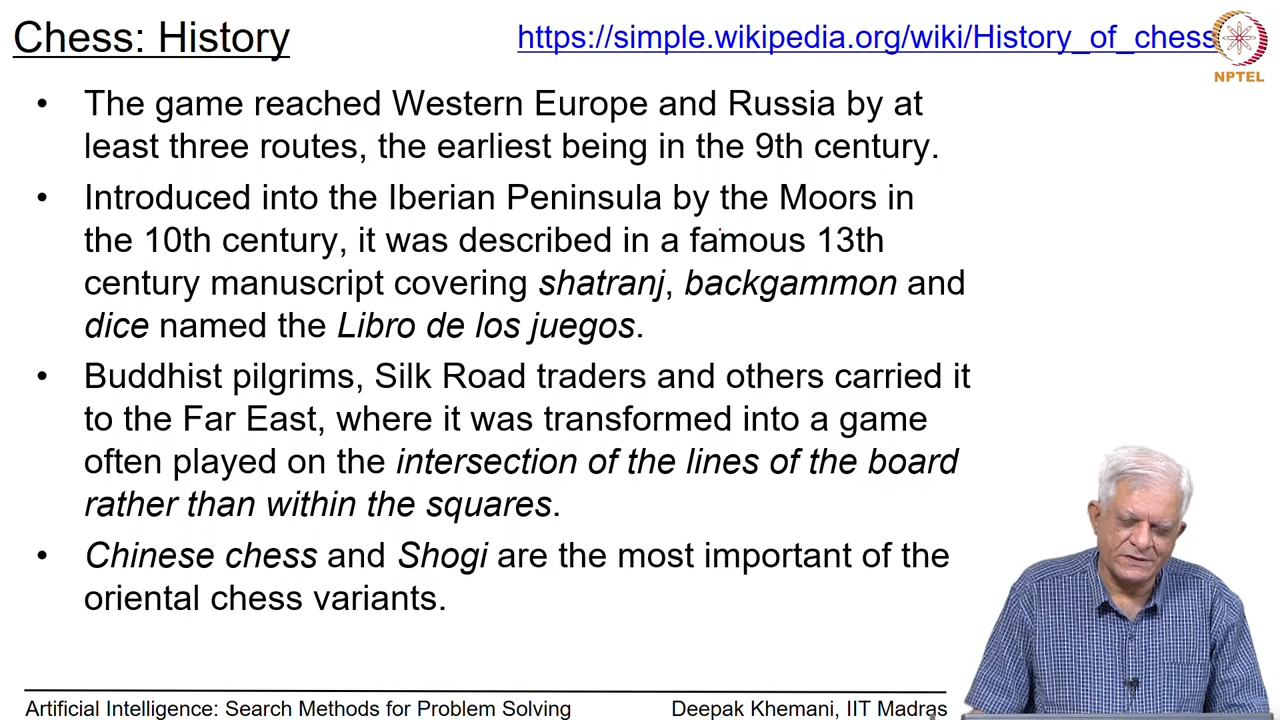 Chess: History
https://simple.wikipedia.org/wiki/History_of_chess
NPTEL
• The game reached Western Europe and Russia by at
least three routes, the earliest being in the 9th century.
• Introduced into the Iberian Peninsula by the Moors in
the 10th century, it was described in a famous 13th
century manuscript covering shatranj, backgammon and
dice named the Libro de los juegos.
• Buddhist pilgrims, Silk Road traders and others carried it
to the Far East, where it was transformed into a game
often played on the intersection of the lines of the board
rather than within the squares.
• Chinese chess and Shogi are the most important of the
oriental chess variants.
Artificial Intelligence: Search Methods for Problem Solving
Deepak Khemani, IIT Madras